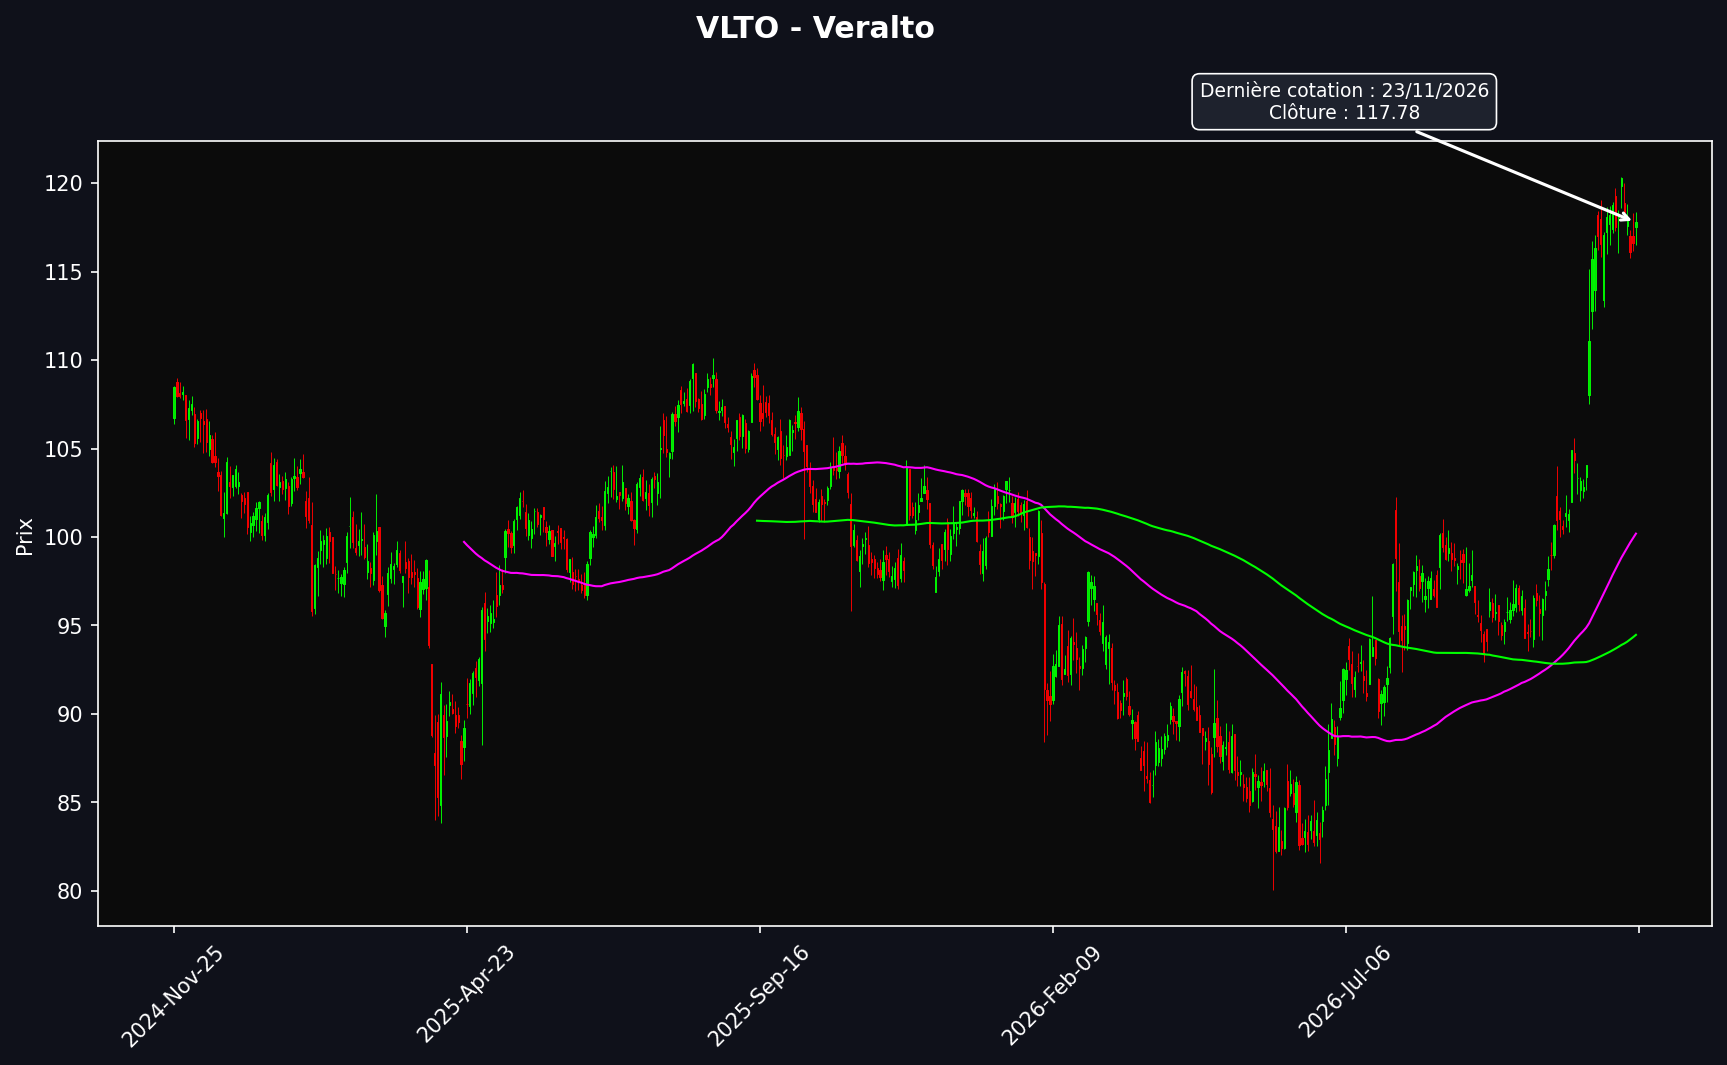 VLTO - Veralto
Dernière cotation : 23/11/2026
Clôture : 117.78
120
115
110
105
100
95
90
85
80
Prix
2024-Nov-25
2025-Apr-23
2025-Sep-16
2026-Feb-09
2026-Jul-06